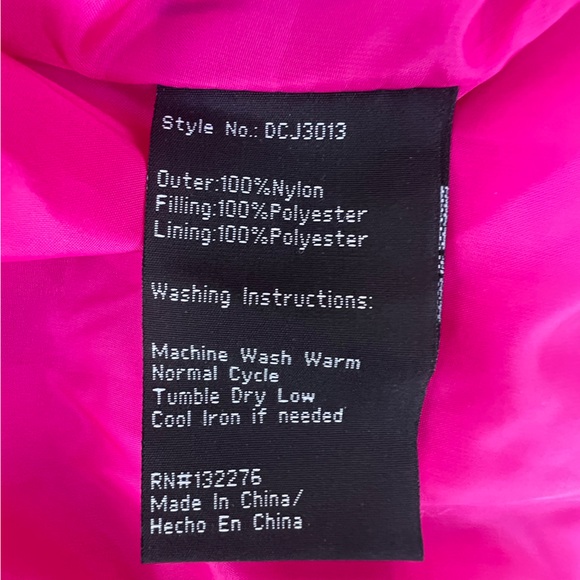 Style No.: DCJ3013
Outer:100%Nylon
Filling:100%Polyester
Lining:100%Polyester
Washing Instructions:
Machine Wash Warm
Normal Cycle
Tumble Dry Low
Cool Iron if needed
RN#132276
Made In China/
Hecho En China